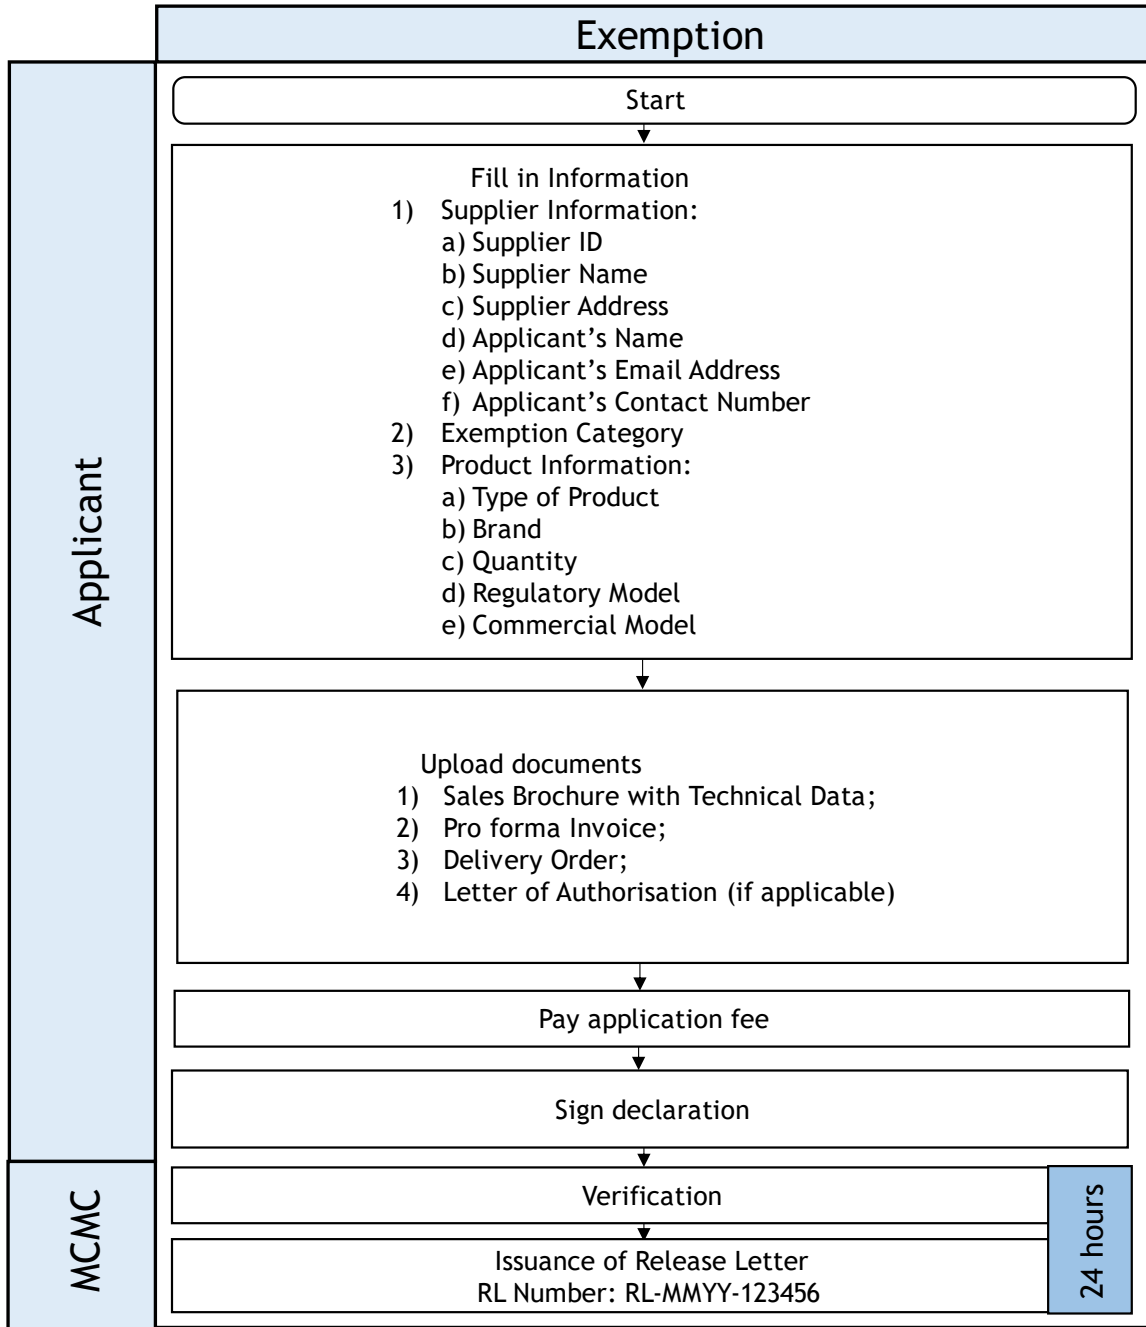 Exemption
Applicant
Start
Fill in Information
1) Supplier Information:
a) Supplier ID
b) Supplier Name
c) Supplier Address
d) Applicant’s Name
e) Applicant’s Email Address
f) Applicant’s Contact Number
2) Exemption Category
3) Product Information:
a) Type of Product
b) Brand
c) Quantity
d) Regulatory Model
e) Commercial Model
Upload documents
1) Sales Brochure with Technical Data;
2) Pro forma Invoice;
3) Delivery Order;
4) Letter of Authorisation (if applicable)
Pay application fee
Sign declaration
MCMC
Verification
Issuance of Release Letter
RL Number: RL-MMYY-123456
24 hours